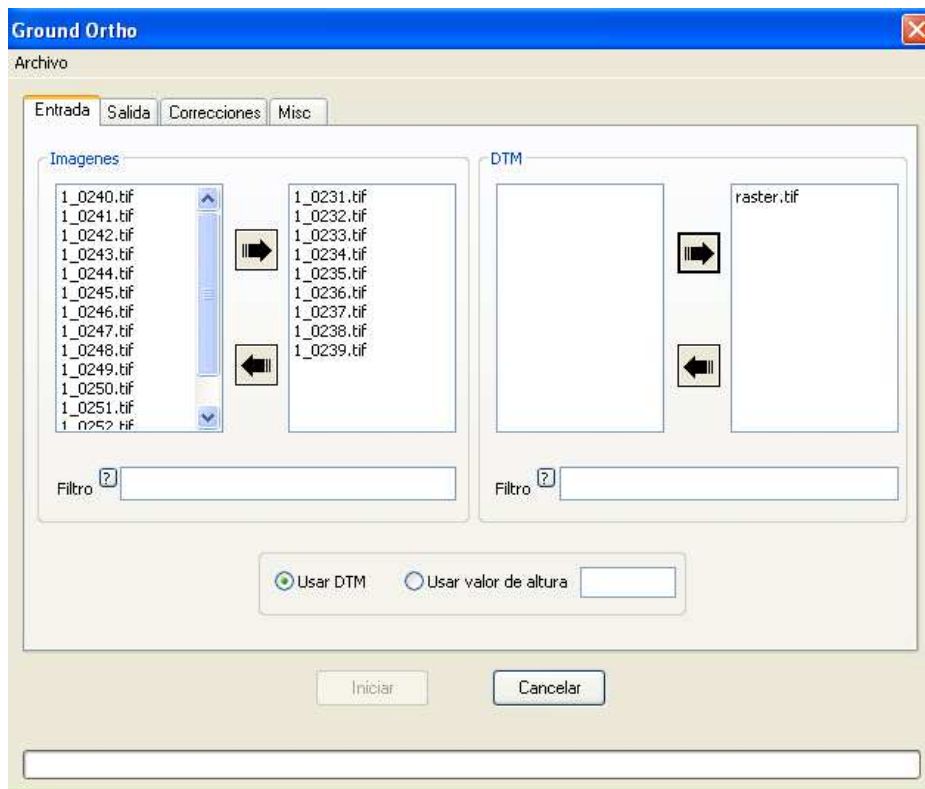 Ground Ortho
Archivo
Entrada Salida Correcciones Misc
Imagenes
1_0240.tif
1_0241.tif
1_0242.tif
1_0243.tif
1_0244.tif
1_0245.tif
1_0246.tif
1_0247.tif
1_0248.tif
1_0249.tif
1_0250.tif
1_0251.tif
1_0252.tif
1_0231.tif
1_0232.tif
1_0233.tif
1_0234.tif
1_0235.tif
1_0236.tif
1_0237.tif
1_0238.tif
1_0239.tif
Filtro ?
DTM
raster.tif
Filtro ?
Usar DTM Usar valor de altura
Iniciar Cancelar